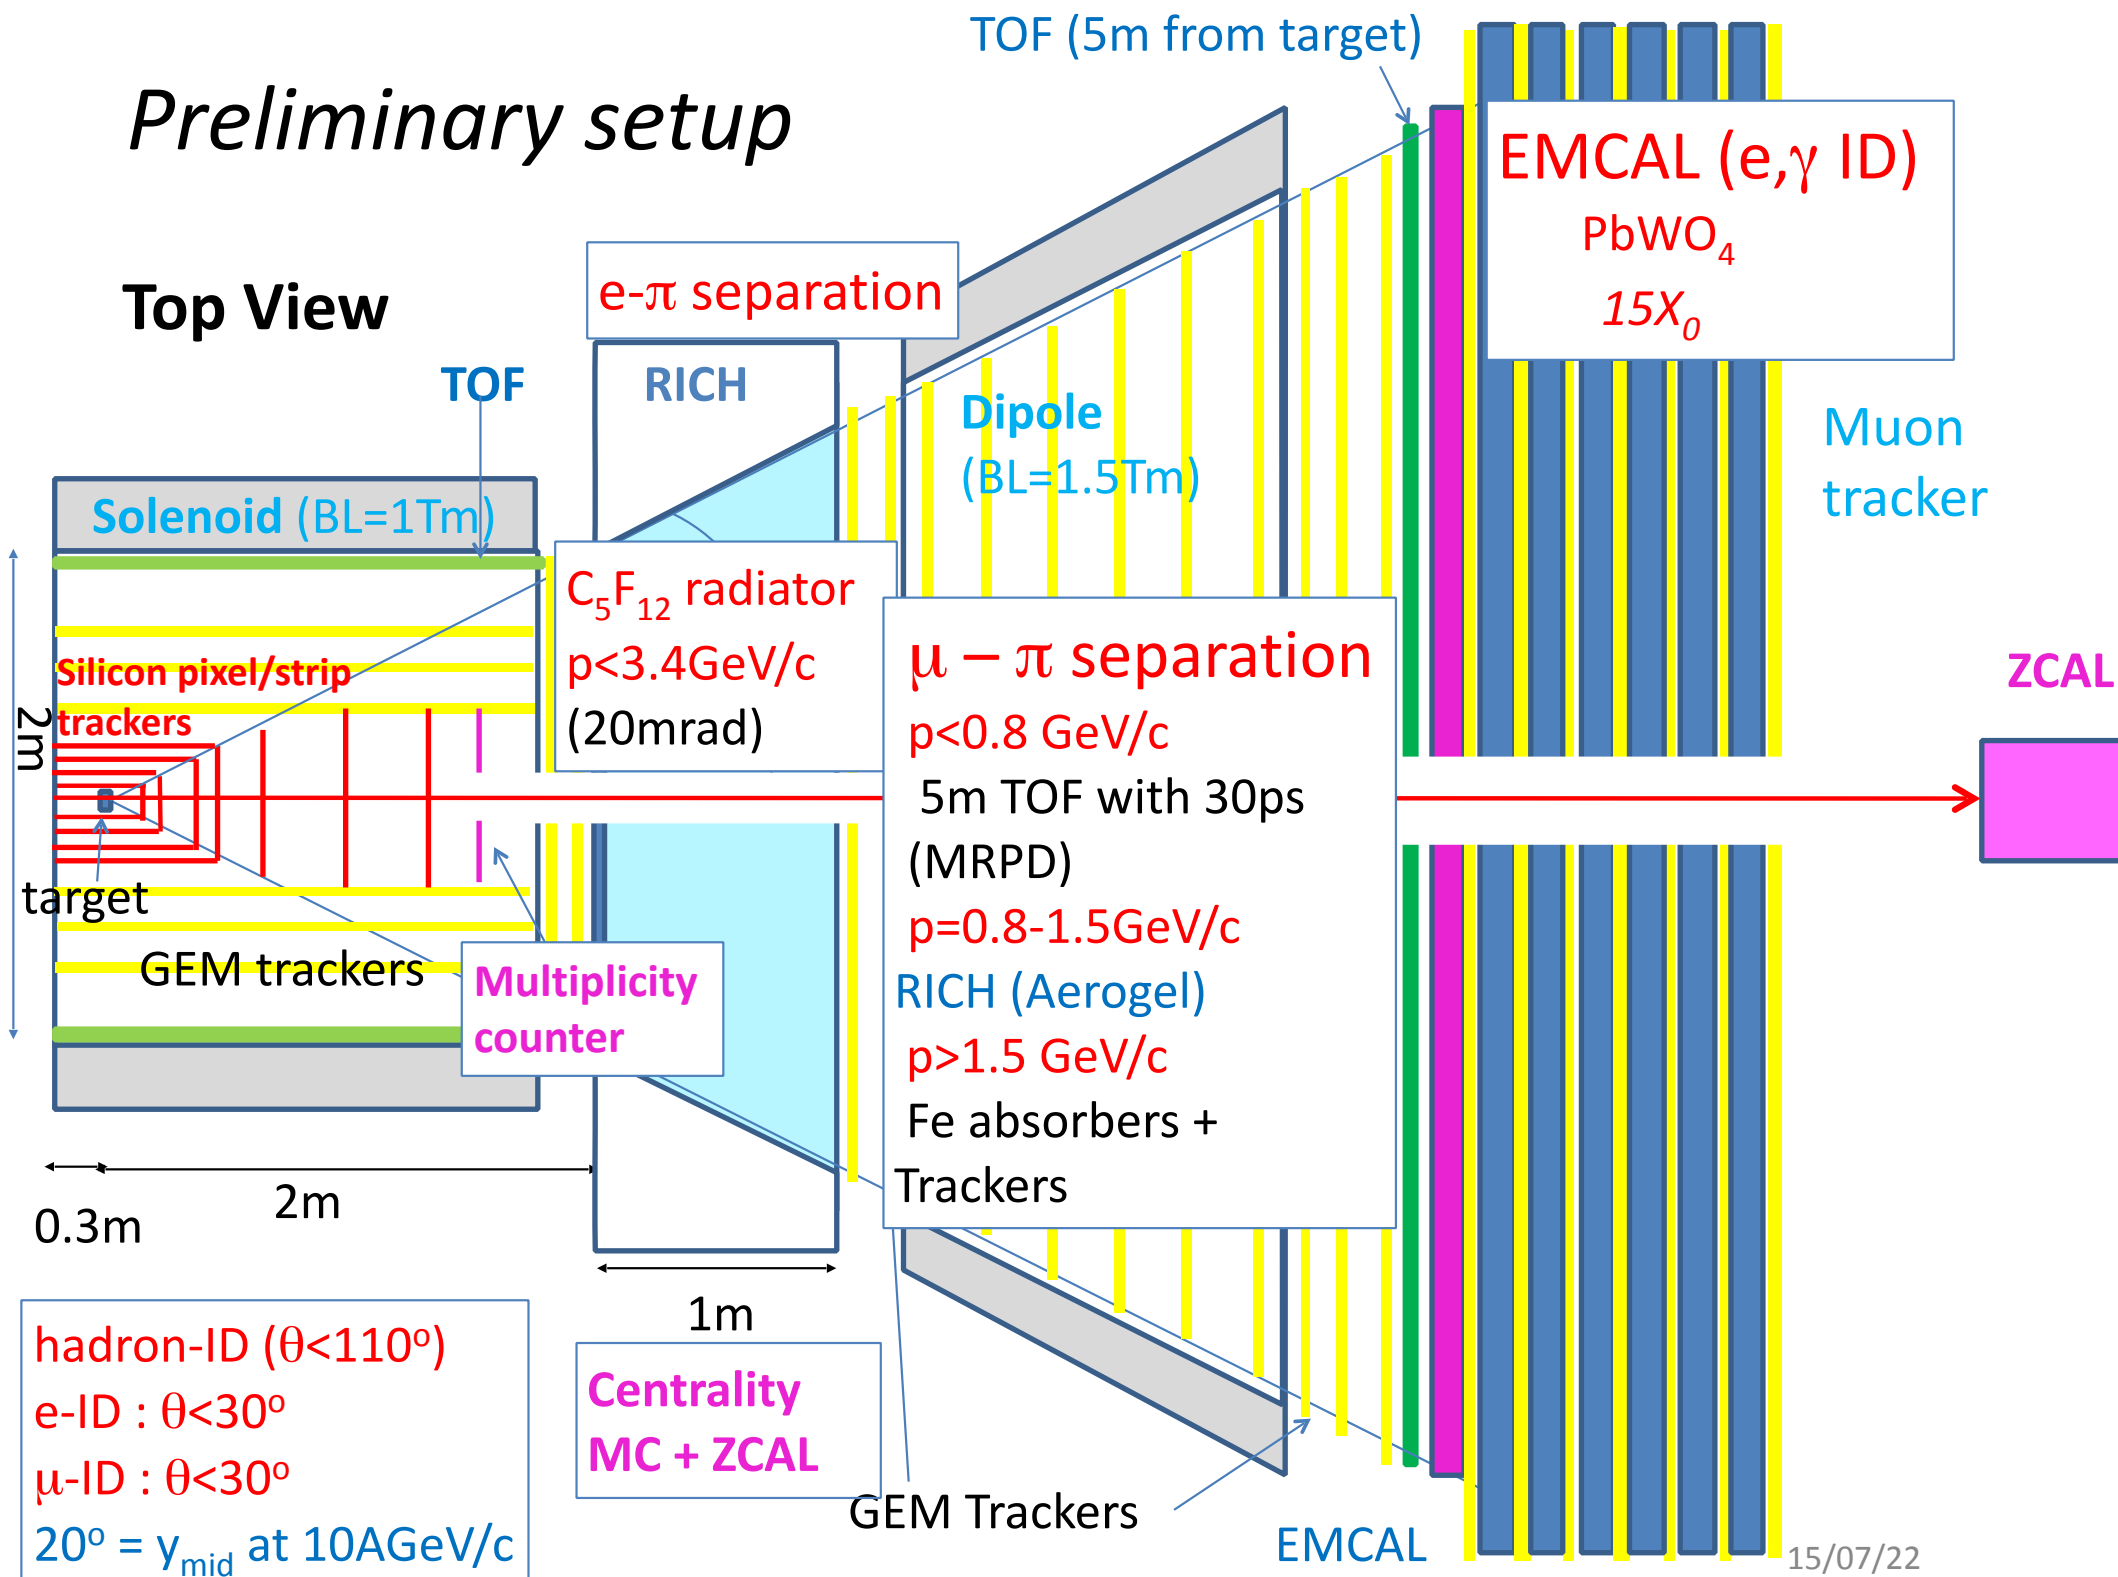 TOF (5m from target)
Preliminary setup
EMCAL (e,γ ID)
PbWO4
15X0
Top View
e-π separation
TOF
RICH
Dipole
(BL=1.5Tm)
Muon
tracker
Solenoid (BL=1Tm)
C5F12 radiator
p<3.4GeV/c
(20mrad)
Silicon pixel/strip
trackers
2m
μ – π separation
p<0.8 GeV/c
5m TOF with 30ps
(MRPD)
p=0.8-1.5GeV/c
RICH (Aerogel)
p>1.5 GeV/c
Fe absorbers +
Trackers
ZCAL
target
GEM trackers
Multiplicity
counter
0.3m
2m
1m
hadron-ID (θ<110o)
e-ID : θ<30o
μ-ID : θ<30o
20o = ymid at 10AGeV/c
Centrality
MC + ZCAL
GEM Trackers
EMCAL
15/07/22